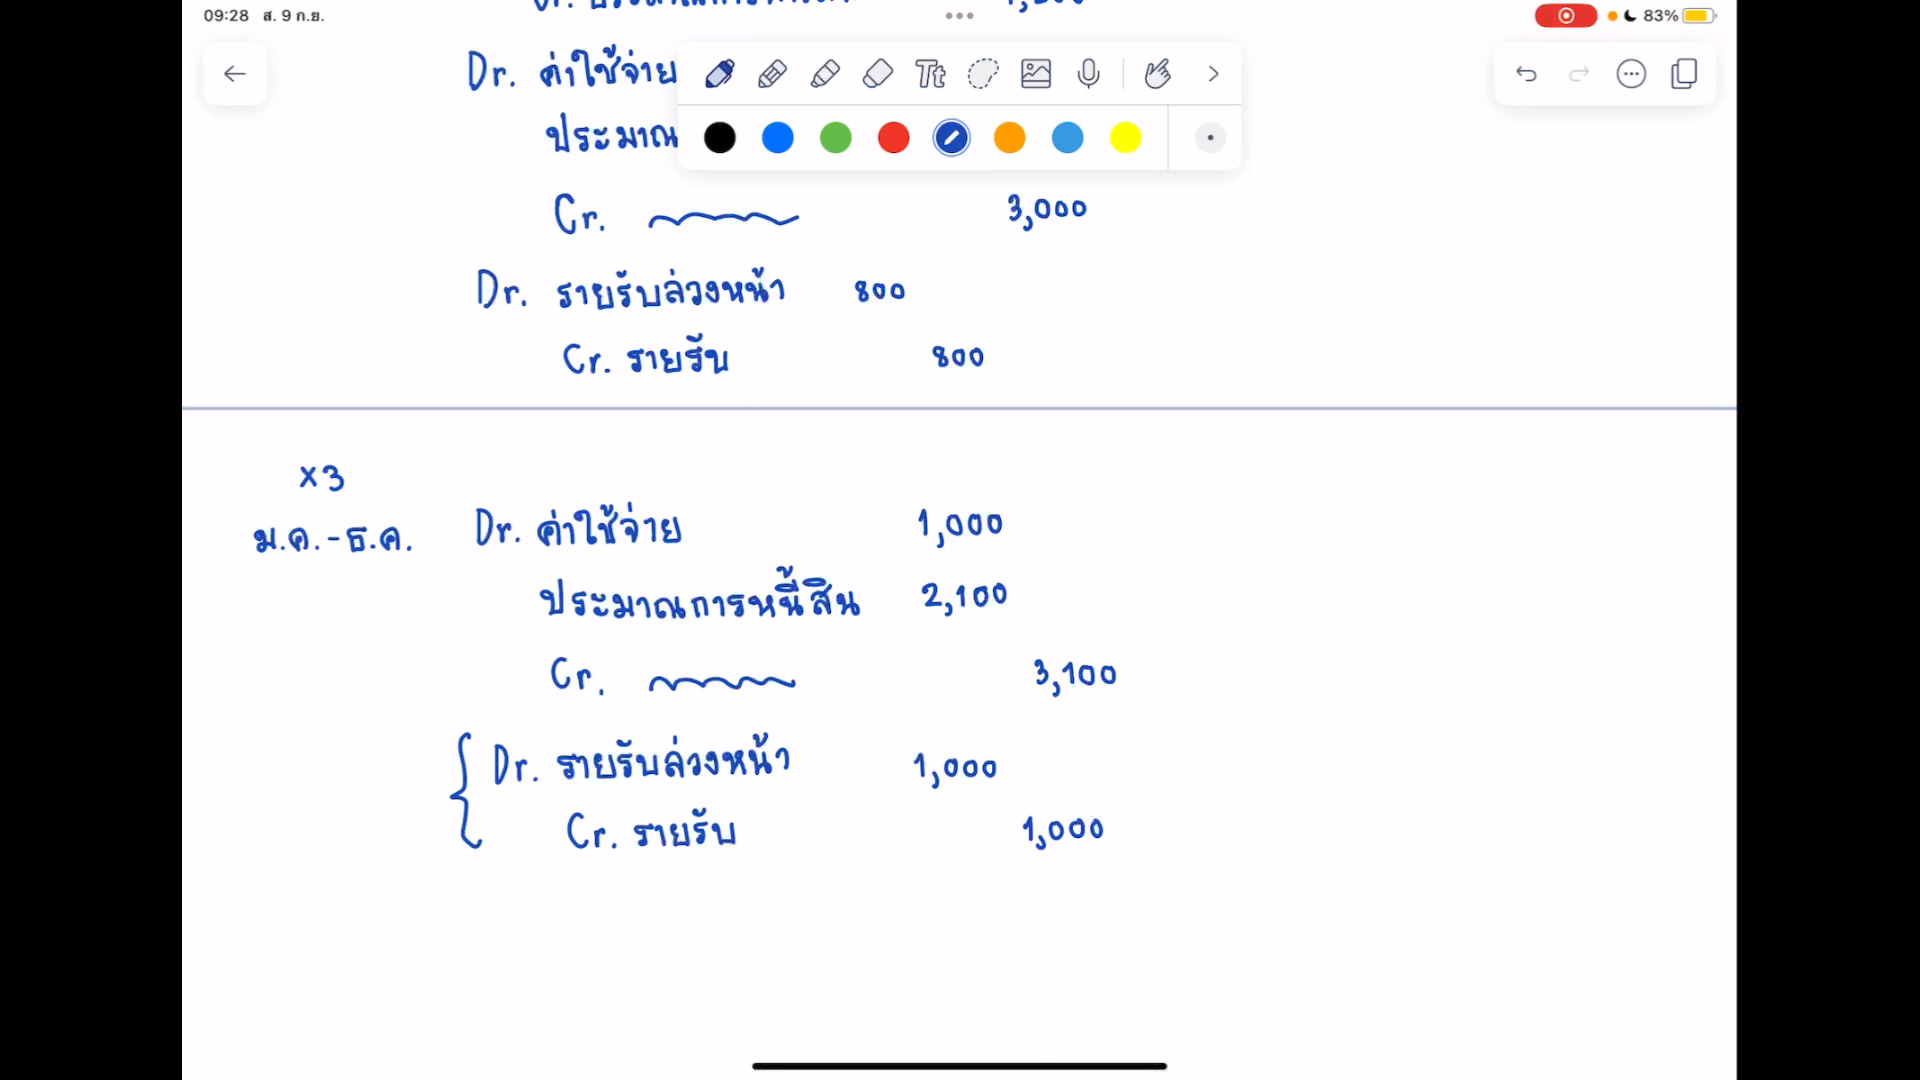 09:28 ส. 9 ก.ย.
83%
Dr. ค่าใช้จ่าย
Tt
ประมาณ
Cr. 3,000
Dr. รายรับล่วงหน้า 800
Cr. รายรับ 800
x3
ม.ค.-ธ.ค. Dr. ค่าใช้จ่าย 1,000
ประมาณการหนี้สิน 2,100
Cr. 3,100
Dr. รายรับล่วงหน้า 1,000
Cr. รายรับ 1,000